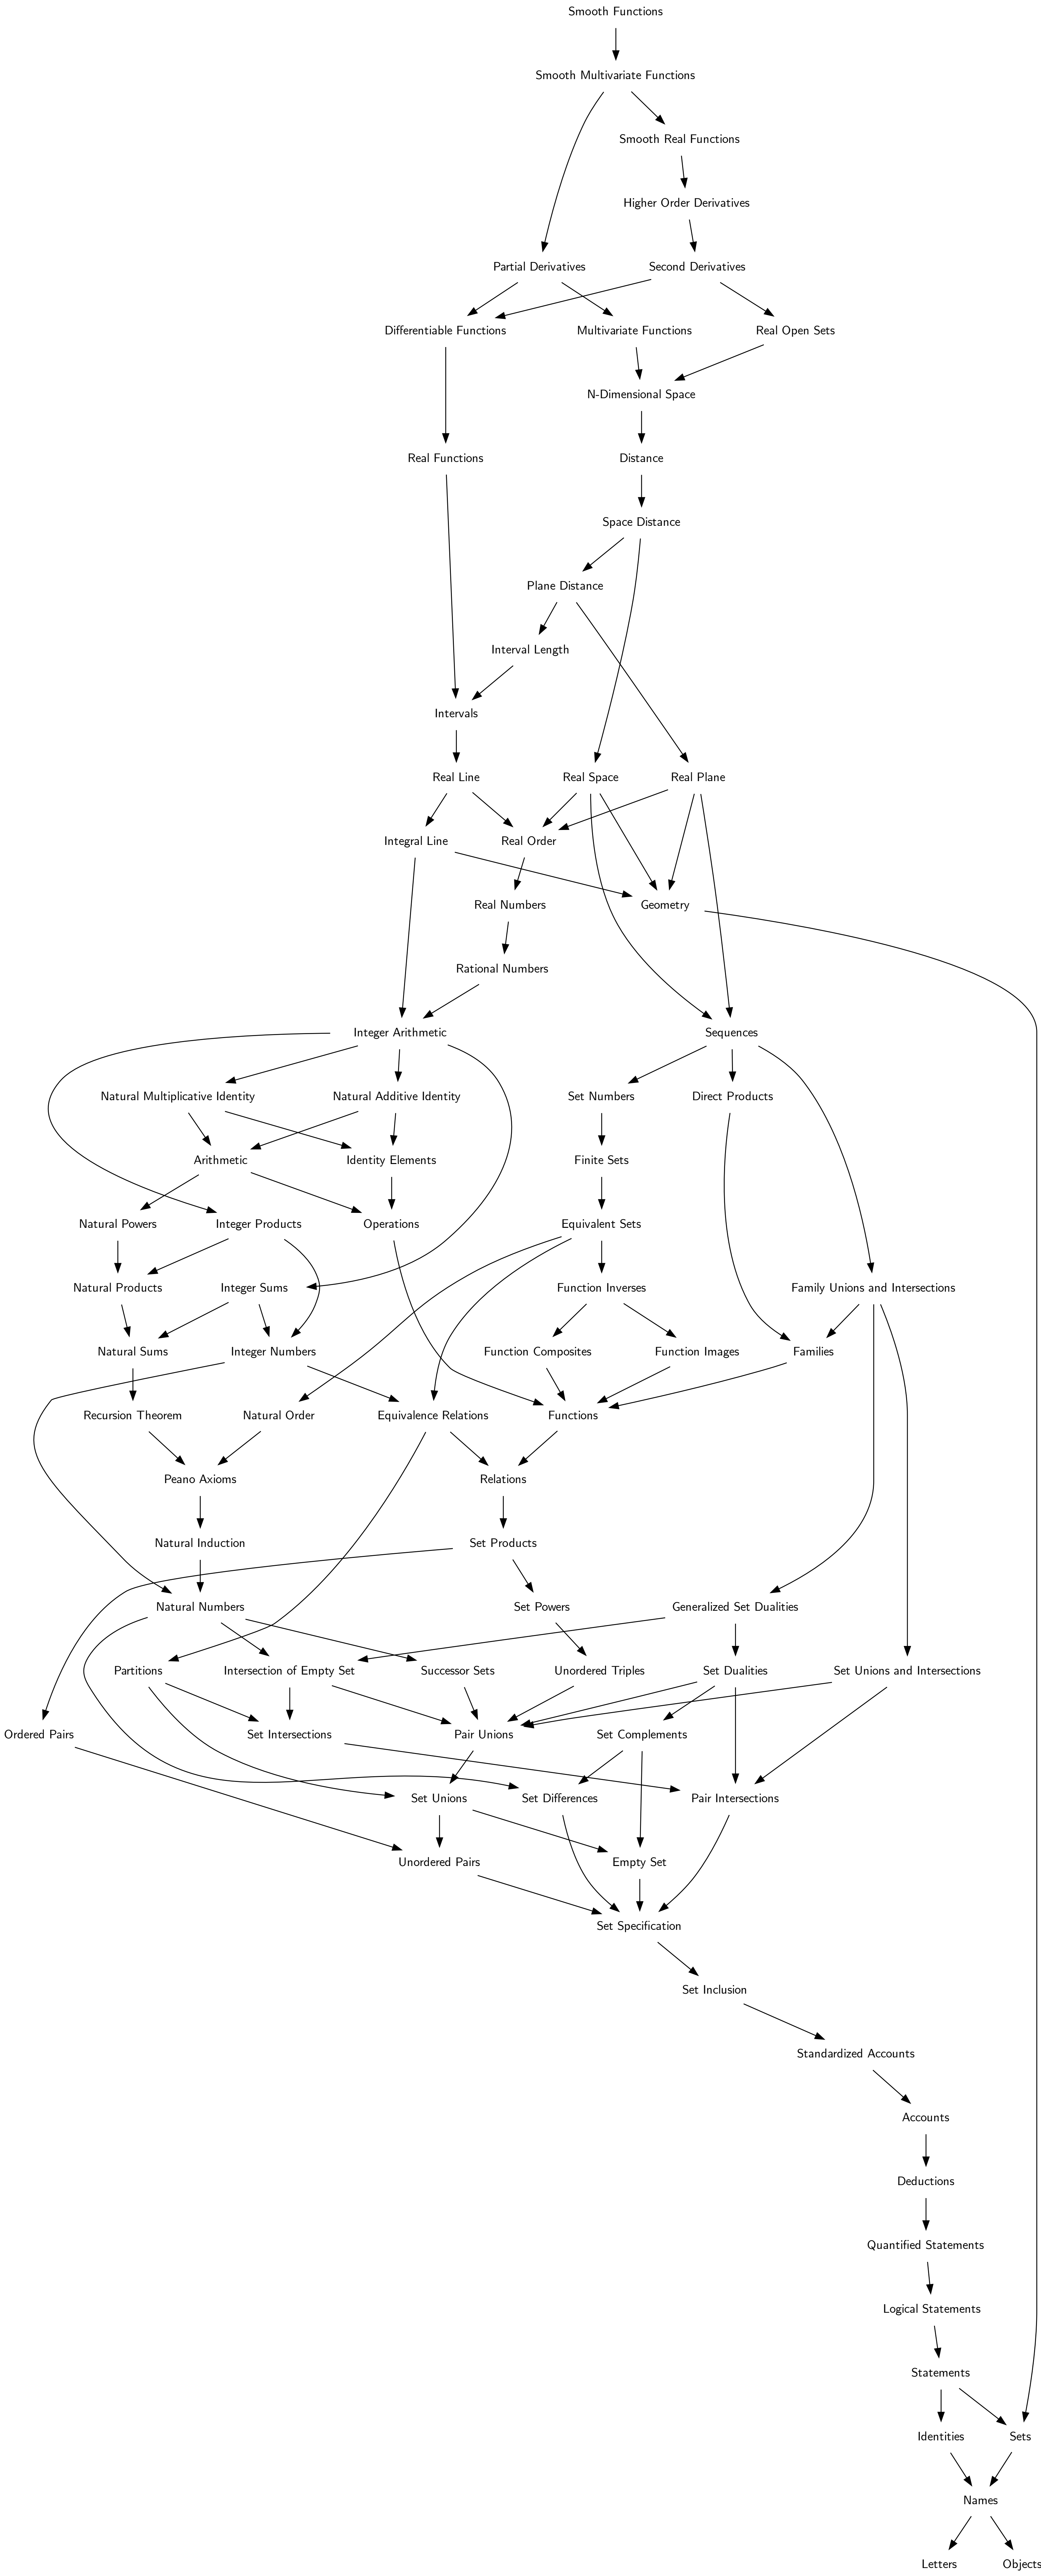 Smooth Functions
Smooth Multivariate Functions
Smooth Real Functions
Higher Order Derivatives
Partial Derivatives
Second Derivatives
Differentiable Functions
Multivariate Functions
Real Open Sets
N-Dimensional Space
Real Functions
Distance
Space Distance
Plane Distance
Interval Length
Intervals
Real Line
Real Space
Real Plane
Integral Line
Real Order
Real Numbers
Geometry
Rational Numbers
Integer Arithmetic
Sequences
Natural Multiplicative Identity
Natural Additive Identity
Set Numbers
Direct Products
Arithmetic
Identity Elements
Finite Sets
Natural Powers
Integer Products
Operations
Equivalent Sets
Natural Products
Integer Sums
Function Inverses
Family Unions and Intersections
Natural Sums
Integer Numbers
Function Composites
Function Images
Families
Recursion Theorem
Natural Order
Equivalence Relations
Functions
Peano Axioms
Relations
Natural Induction
Set Products
Natural Numbers
Set Powers
Generalized Set Dualities
Partitions
Intersection of Empty Set
Successor Sets
Unordered Triples
Set Dualities
Set Unions and Intersections
Ordered Pairs
Set Intersections
Pair Unions
Set Complements
Set Unions
Set Differences
Pair Intersections
Unordered Pairs
Empty Set
Set Specification
Set Inclusion
Standardized Accounts
Accounts
Deductions
Quantified Statements
Logical Statements
Statements
Identities
Sets
Names
Letters
Objects